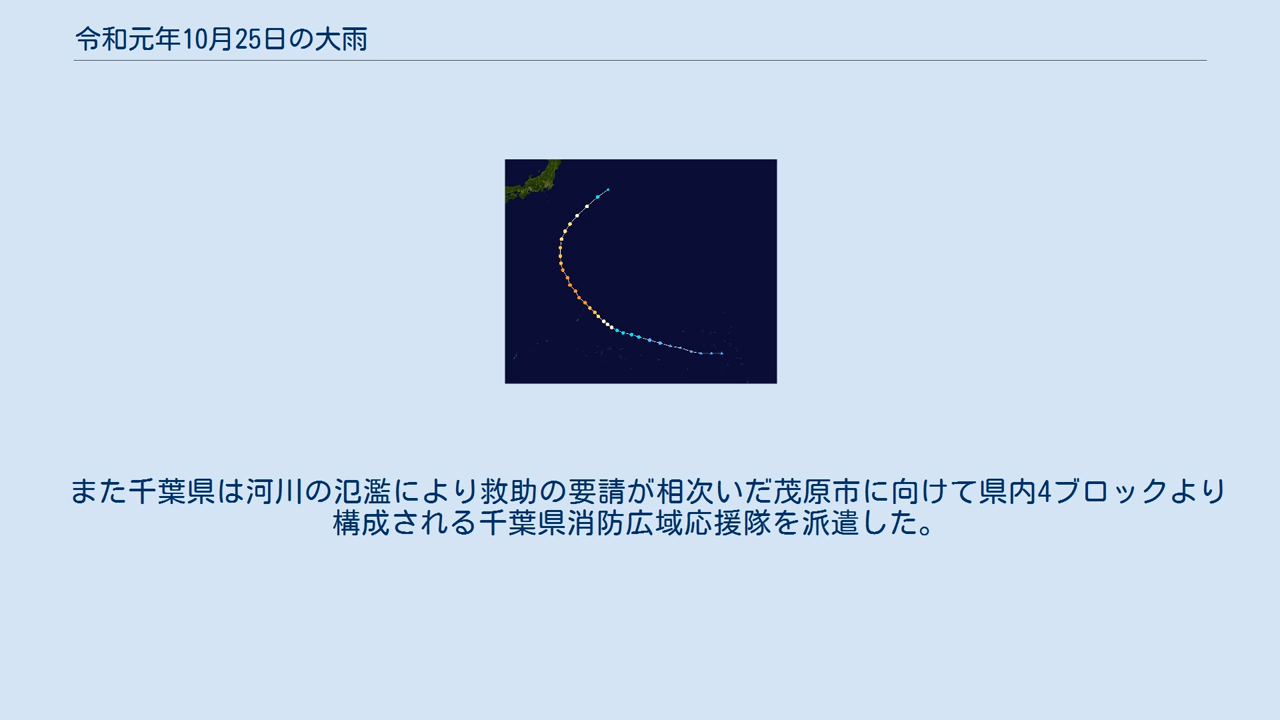 令和元年10月25日の大雨
また千葉県は河川の氾濫により救助の要請が相次いだ茂原市に向けて県内4ブロックより
構成される千葉県消防広域応援隊を派遣した。